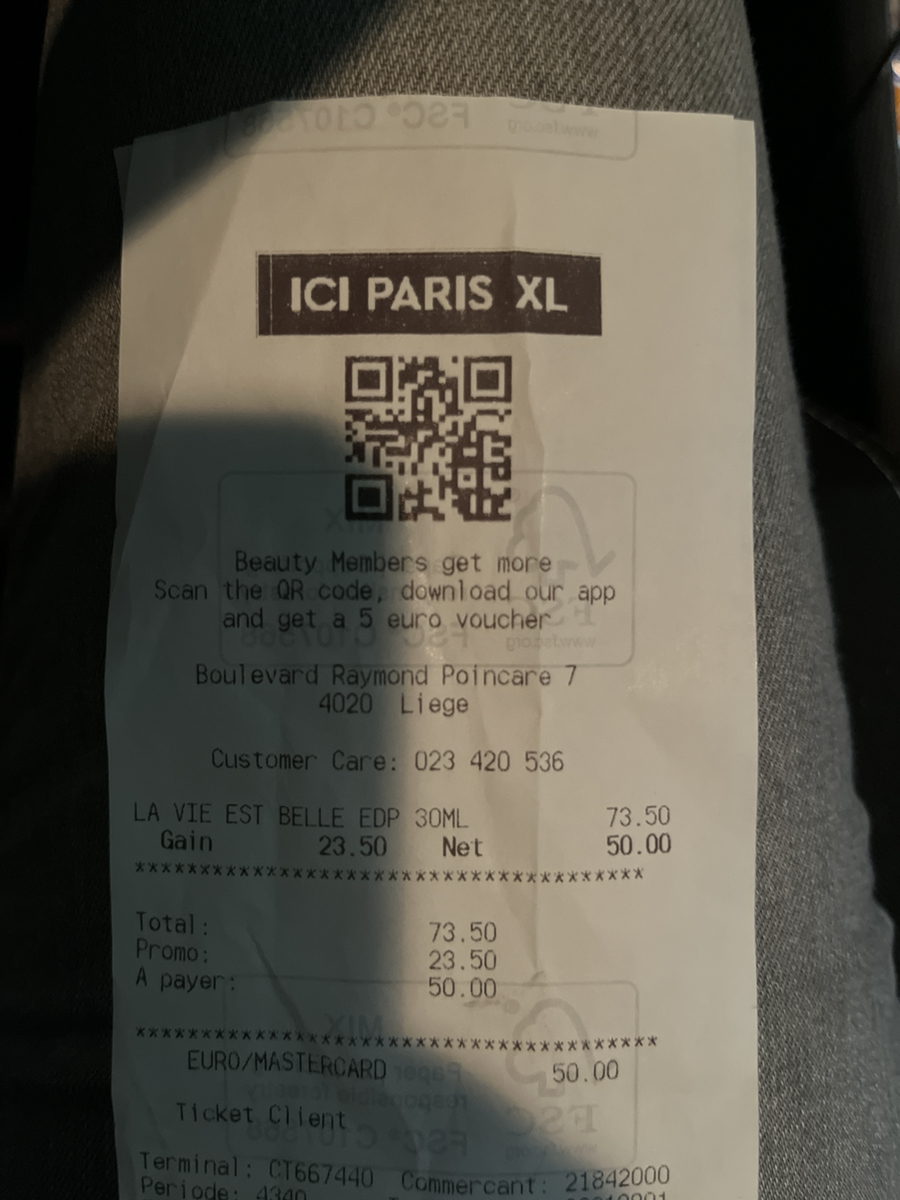 ICI PARIS XL
Beauty Members get more
Scan the QR code, download our app
and get a 5 euro voucher
Boulevard Raymond Poincare 7
4020 Liege
Customer Care: 023 420 536
LA VIE EST BELLE EDP 30ML 73.50
Gain 23.50 Net 50.00
****************************************
Total: 73.50
Promo: 23.50
A payer: 50.00
****************************************
EURO/MASTERCARD 50.00
Ticket Client
Terminal: CT667440 Commercant: 21842000
Periode: 4340